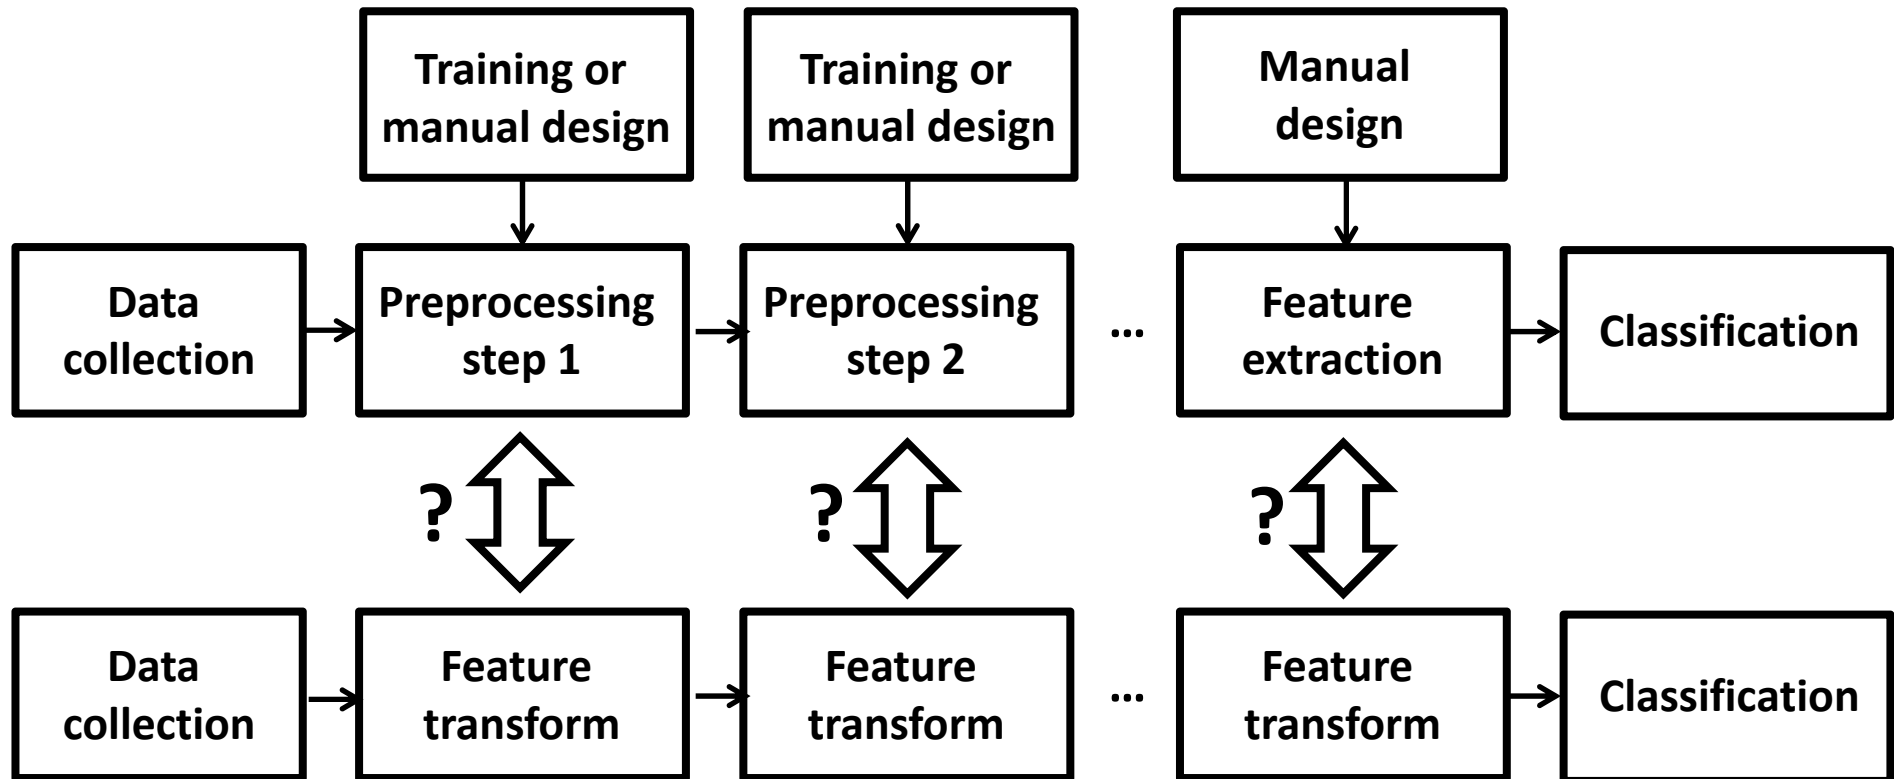 Training or
manual design
Training or
manual design
Manual
design
Data
collection
Preprocessing
step 1
Preprocessing
step 2
...
Feature
extraction
Classification
?
?
?
Data
collection
Feature
transform
Feature
transform
...
Feature
transform
Classification